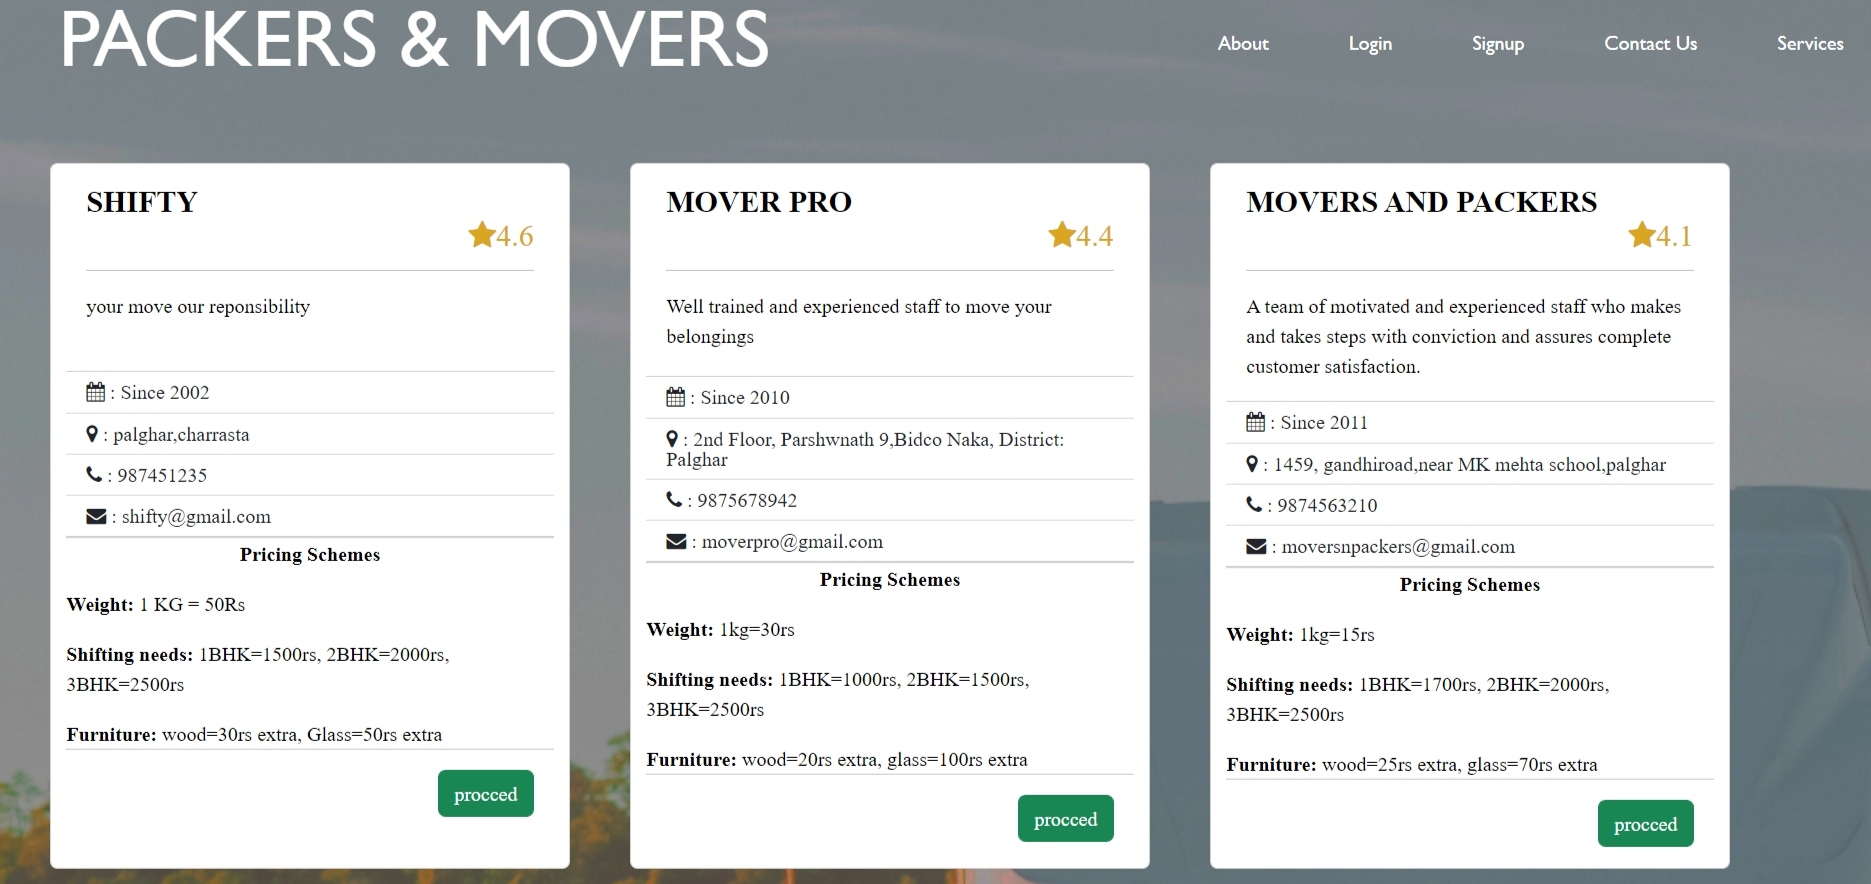 PACKERS & MOVERS
About Login Signup Contact Us Services
SHIFTY
4.6
your move our reponsibility
: Since 2002
: palghar,charrasta
: 987451235
: shifty@gmail.com
Pricing Schemes
Weight: 1 KG = 50Rs
Shifting needs: 1BHK=1500rs, 2BHK=2000rs,
3BHK=2500rs
Furniture: wood=30rs extra, Glass=50rs extra
procced
MOVER PRO
4.4
Well trained and experienced staff to move your
belongings
: Since 2010
: 2nd Floor, Parshwnath 9,Bidco Naka, District:
Palghar
: 9875678942
: moverpro@gmail.com
Pricing Schemes
Weight: 1kg=30rs
Shifting needs: 1BHK=1000rs, 2BHK=1500rs,
3BHK=2500rs
Furniture: wood=20rs extra, glass=100rs extra
procced
MOVERS AND PACKERS
4.1
A team of motivated and experienced staff who makes
and takes steps with conviction and assures complete
customer satisfaction.
: Since 2011
: 1459, gandhiroad,near MK mehta school,palghar
: 9874563210
: moversnpackers@gmail.com
Pricing Schemes
Weight: 1kg=15rs
Shifting needs: 1BHK=1700rs, 2BHK=2000rs,
3BHK=2500rs
Furniture: wood=25rs extra, glass=70rs extra
procced